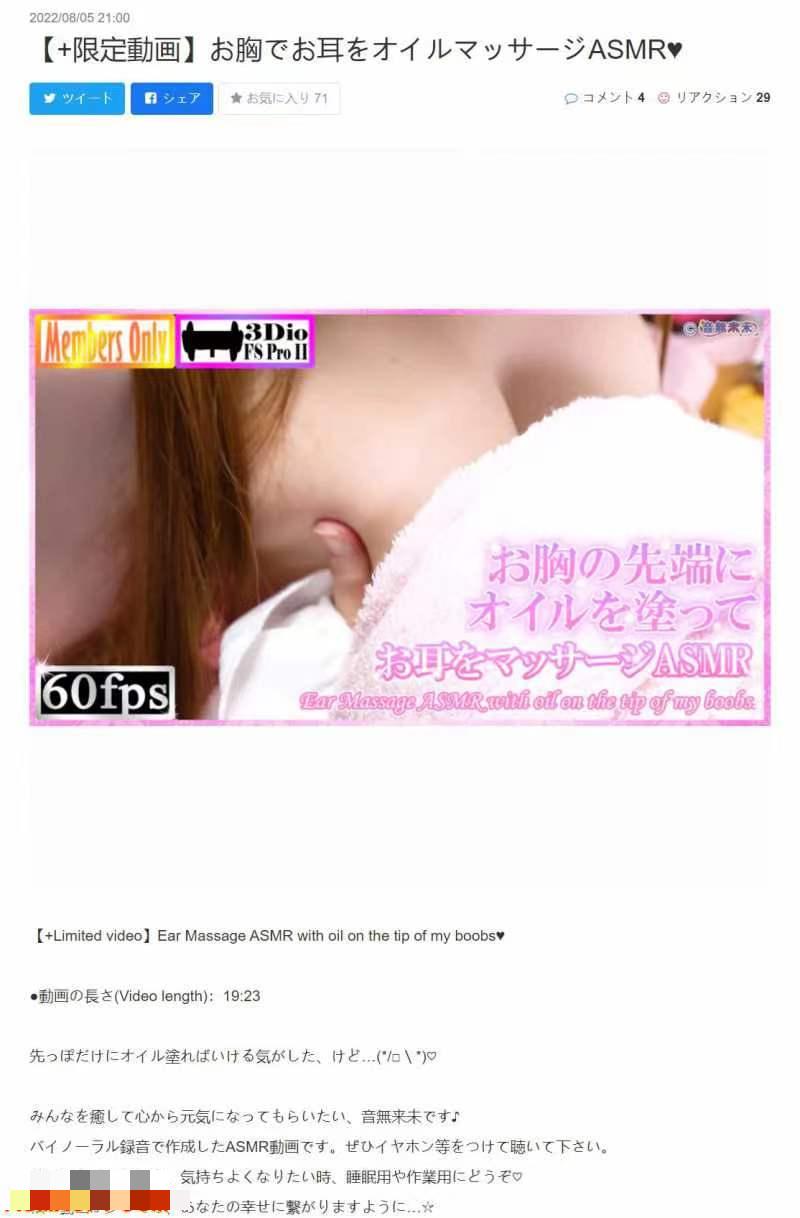 2022/08/05 21:00
【+限定動画】お胸でお耳をオイルマッサージASMR♥
ツイート シェア お気に入り 71 コメント 4 リアクション 29
Members Only 3Dio FS Pro II 音無来未
お胸の先端に
オイルを塗って
お耳をマッサージASMR
60fps Ear Massage ASMR with oil on the tip of my boobs.
【+Limited video】Ear Massage ASMR with oil on the tip of my boobs♥
●動画の長さ(Video length)：19:23
先っぽだけにオイル塗ればいける気がした、けど…(*/□＼*)♡
みんなを癒して心から元気になってもらいたい、音無来未です♪
バイノーラル録音で作成したASMR動画です。ぜひイヤホン等をつけて聴いて下さい。
気持ちよくなりたい時、睡眠用や作業用にどうぞ♡
あなたの幸せに繋がりますように…☆